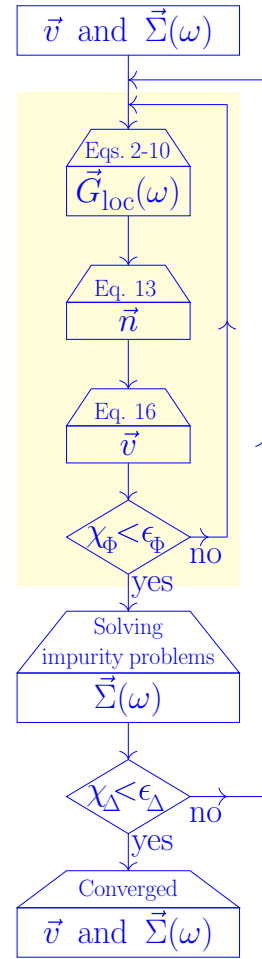 v⃗ and Σ⃗(ω)
Eqs. 2-10
G⃗loc(ω)
Eq. 13
n⃗
Eq. 16
v⃗
χΦ<ϵΦ
no
yes
Solving
impurity problems
Σ⃗(ω)
χΔ<ϵΔ
no
yes
Converged
v⃗ and Σ⃗(ω)